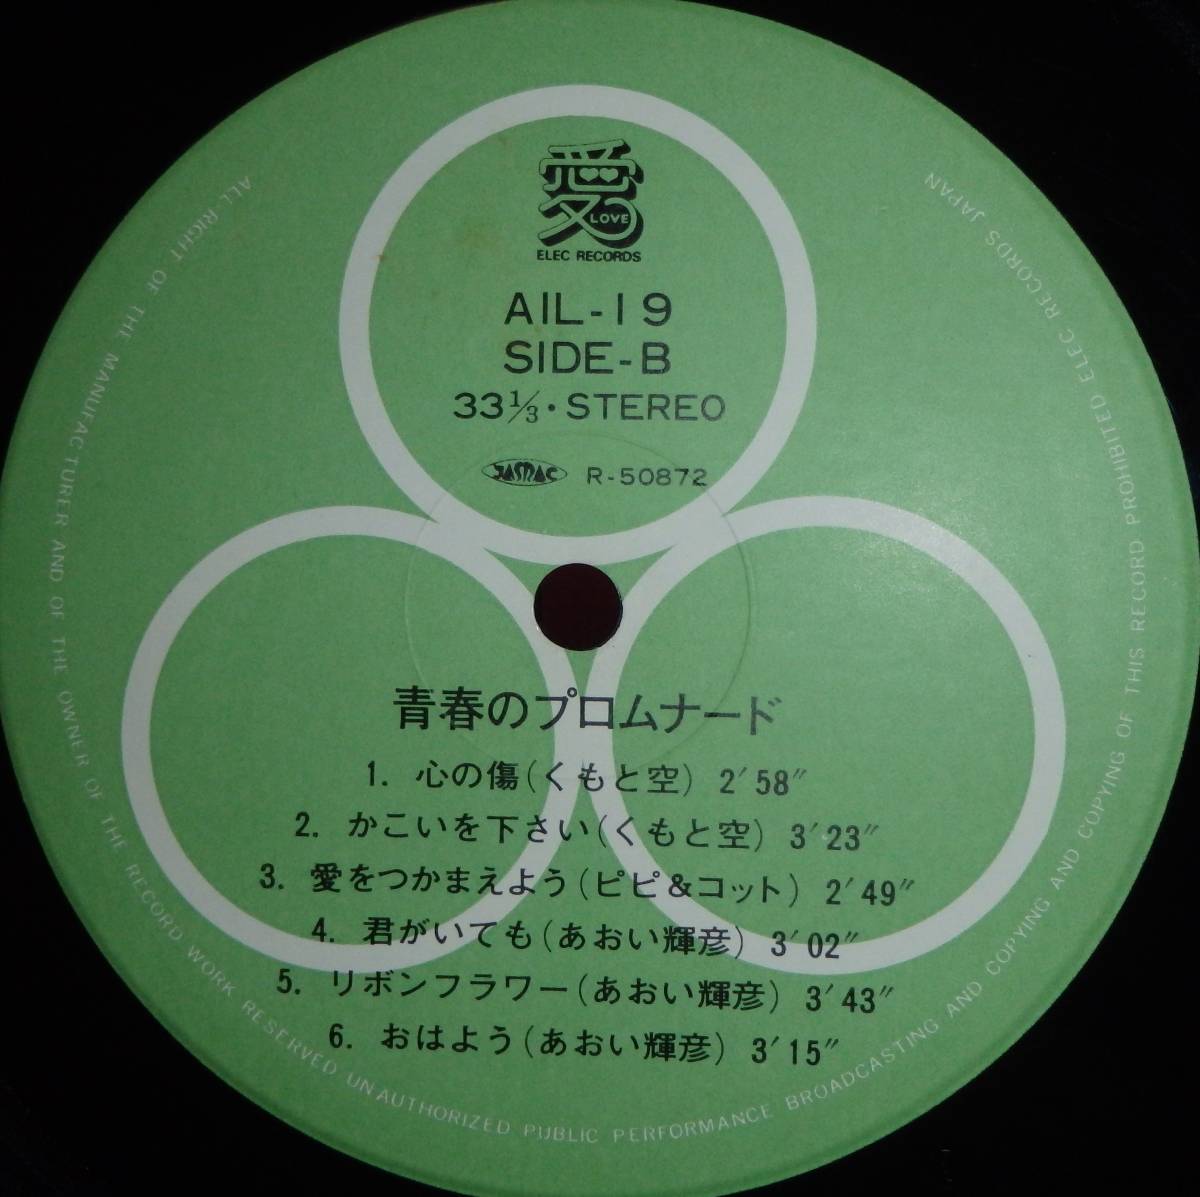 愛
LOVE
ELEC RECORDS
AIL-19
SIDE-B
33 1/3・STEREO
JASRAC R-50872
青春のプロムナード
1. 心の傷(くもと空) 2′58″
2. かこいを下さい(くもと空) 3′23″
3. 愛をつかまえよう(ピピ&コット) 2′49″
4. 君がいても(あおい輝彦) 3′02″
5. リボンフラワー(あおい輝彦) 3′43″
6. おはよう(あおい輝彦) 3′15″
ALL RIGHT OF THE MANUFACTURER AND OF THE OWNER OF THE RECORD WORK RESERVED UNAUTHORIZED PUBLIC PERFORMANCE BROADCASTING AND COPYING AND COPYING OF THIS RECORD PROHIBITED ELEC RECORDS JAPAN